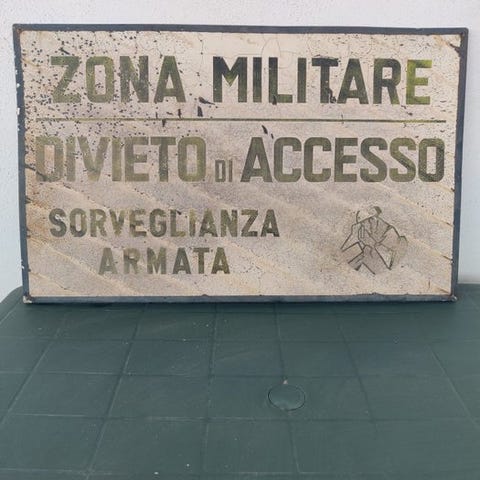 ZONA MILITARE
DIVIETO DI ACCESSO
SORVEGLIANZA
ARMATA